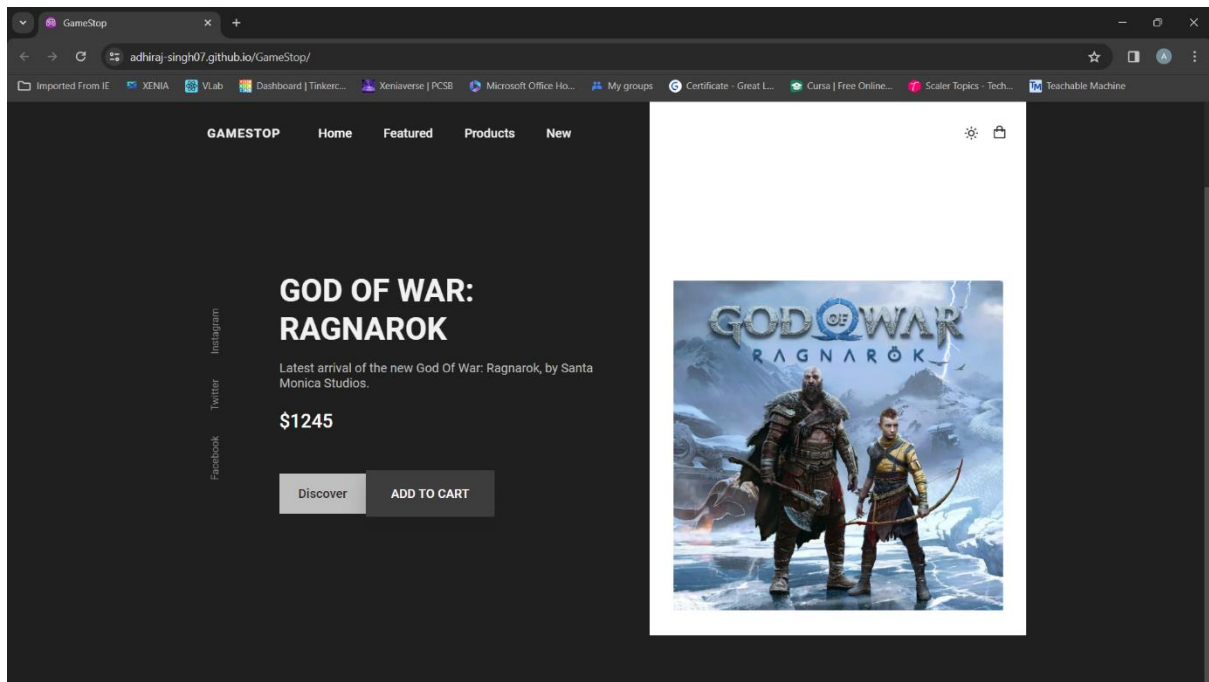 GameStop
adhiraj-singh07.github.io/GameStop/
A
Imported From IE XENIA VLab Dashboard | Tinkerc... Xeniaverse | PCSB Microsoft Office Ho... My groups Certificate - Great L... Cursa | Free Online... Scaler Topics - Tech... TM Teachable Machine
GAMESTOP Home Featured Products New
GOD OF WAR:
RAGNAROK
Latest arrival of the new God Of War: Ragnarok, by Santa
Monica Studios.
$1245
Discover ADD TO CART
Instagram
Twitter
Facebook
GOD OF WAR
RAGNARÖK